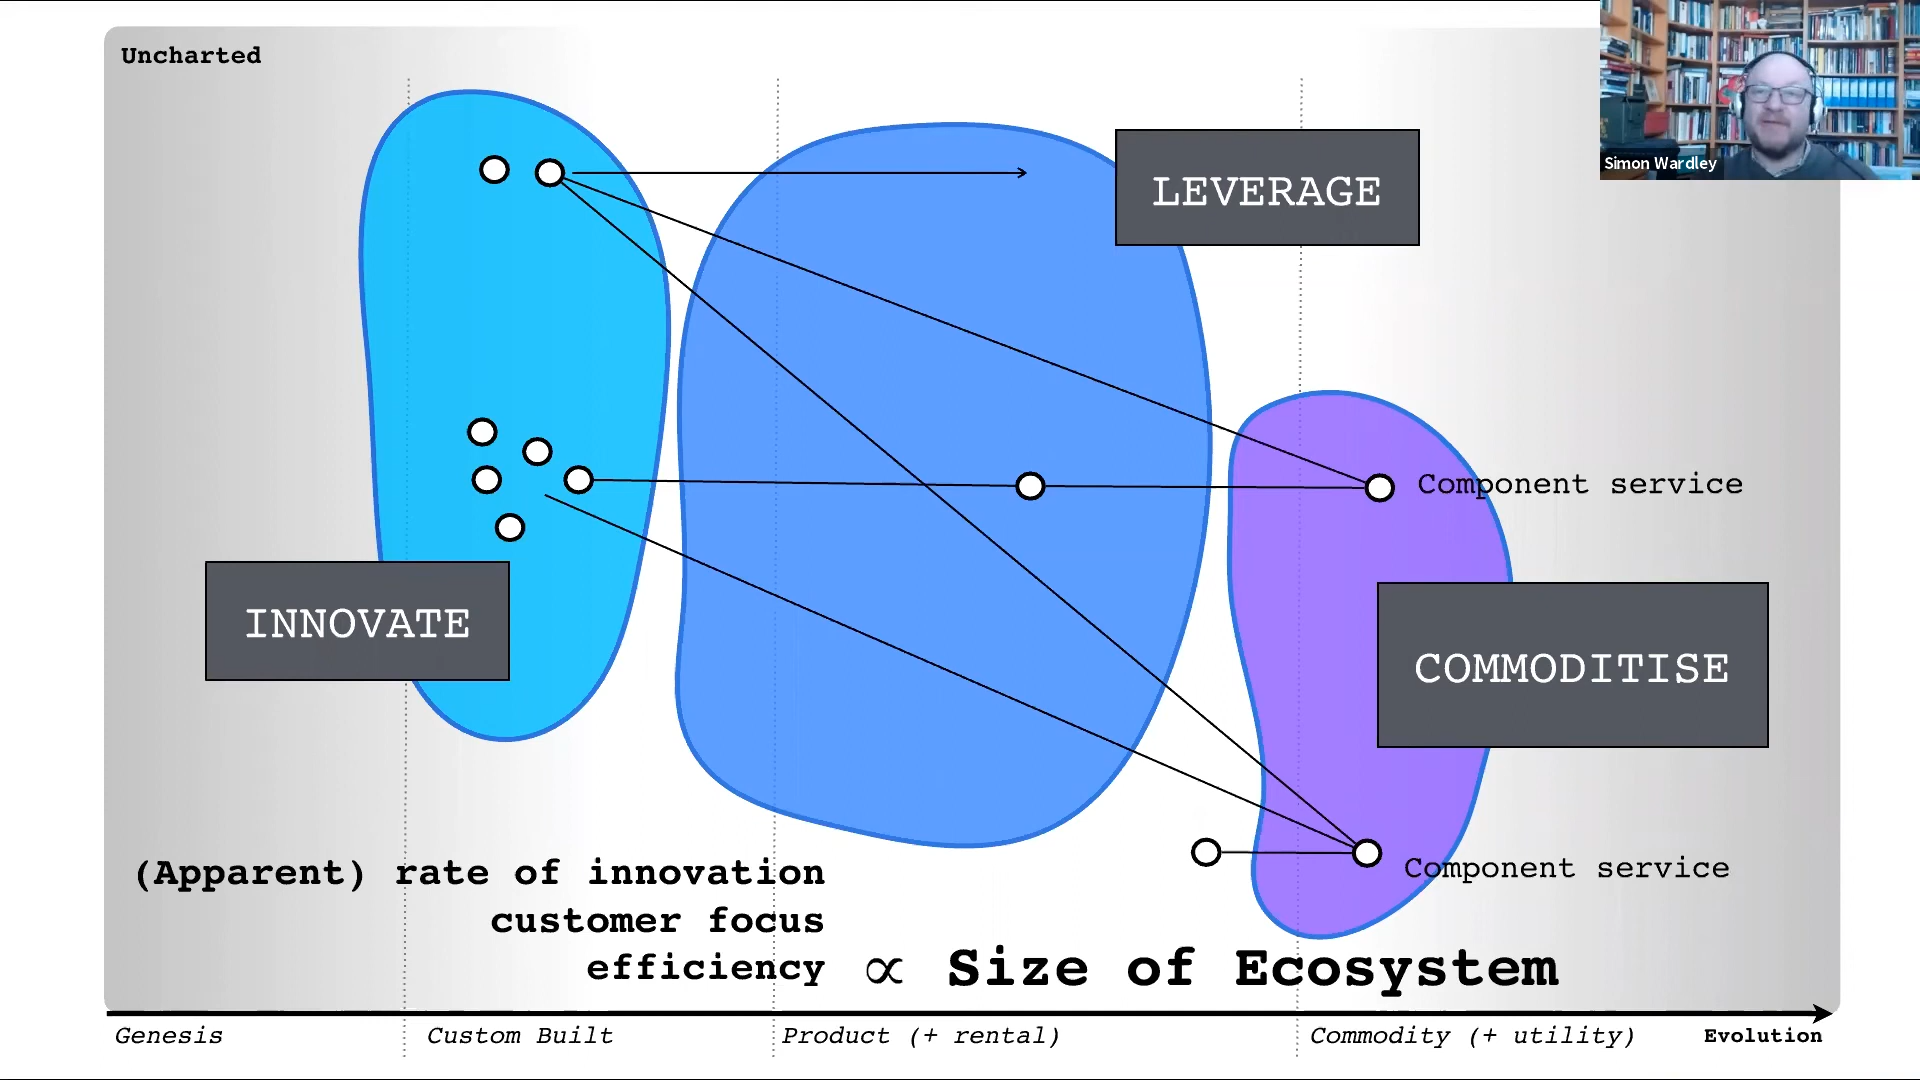 Uncharted
Simon Wardley
LEVERAGE
Component service
INNOVATE
COMMODITISE
Component service
(Apparent) rate of innovation
customer focus
efficiency ∝ Size of Ecosystem
Genesis
Custom Built
Product (+ rental)
Commodity (+ utility)
Evolution